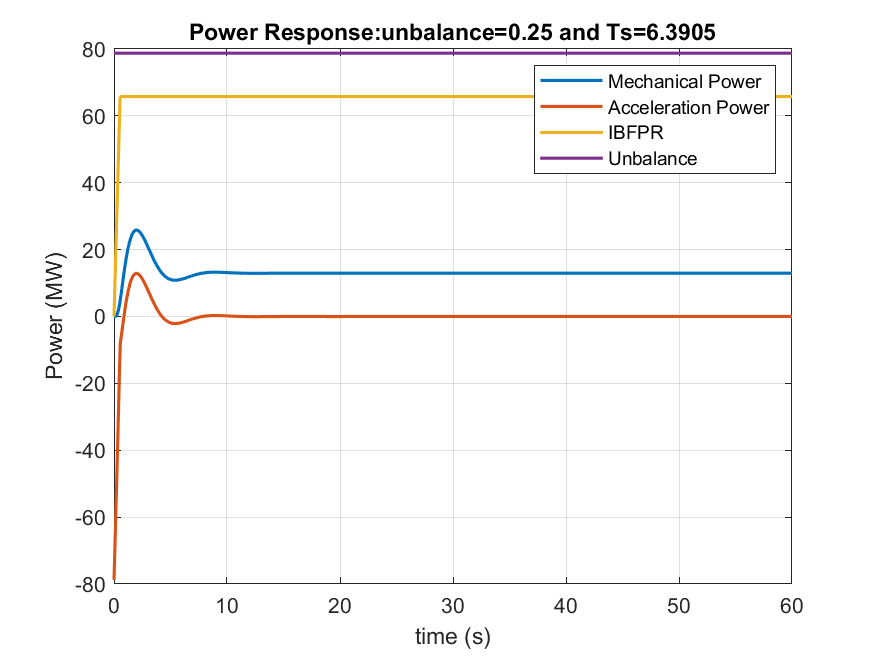 Power Response:unbalance=0.25 and Ts=6.3905
80
60
40
20
0
-20
-40
-60
-80
Power (MW)
Mechanical Power
Acceleration Power
IBFPR
Unbalance
0
10
20
30
40
50
60
time (s)